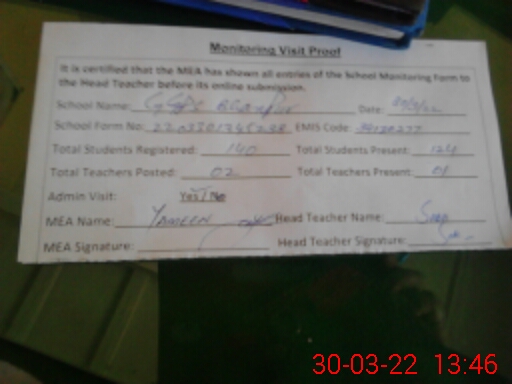 Monitoring Visit Proof
It is certified that the MEA has shown all entries of the School Monitoring Form to
the Head Teacher before its online submission.
School Name: Date:
School Form No: EMIS Code:
Total Students Registered: 140 Total Students Present: 124
Total Teachers Posted: 02 Total Teachers Present: 01
Admin Visit: Yes / No
MEA Name: YAMEEN Head Teacher Name:
MEA Signature: Head Teacher Signature:
30-03-22 13:46